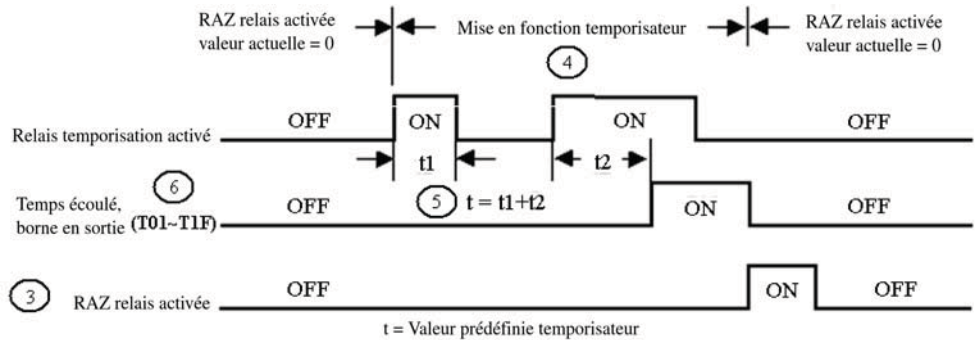 RAZ relais activée
valeur actuelle = 0
Mise en fonction temporisateur
RAZ relais activée
valeur actuelle = 0
4
Relais temporisation activé
OFF
ON
ON
OFF
t1
t2
6
Temps écoulé,
borne en sortie (T01~T1F)
OFF
5
t = t1+t2
ON
OFF
3
RAZ relais activée
OFF
ON
OFF
t = Valeur prédéfinie temporisateur